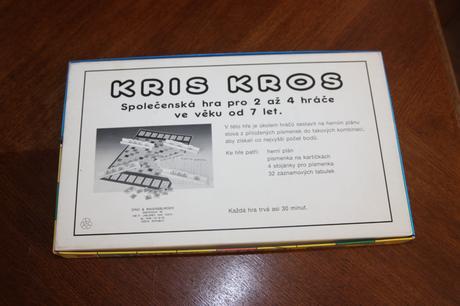 KRIS KROS
Společenská hra pro 2 až 4 hráče
ve věku od 7 let.
V této hře je úkolem hráčů sestavit na herním plánu
slova z přiložených písmenek do takových kombinací,
aby získali co nejvyšší počet bodů.
Ke hře patří: herní plán
písmenka na kartičkách
4 stojánky pro písmenka
32 záznamových tabulek
Každá hra trvá asi 30 minut.